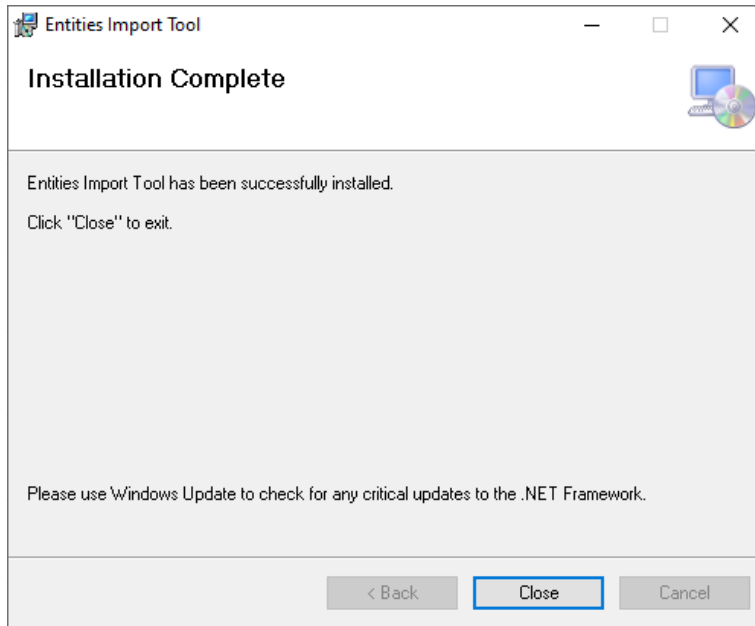 Entities Import Tool
Installation Complete
Entities Import Tool has been successfully installed.
Click "Close" to exit.
Please use Windows Update to check for any critical updates to the .NET Framework.
< Back
Close
Cancel